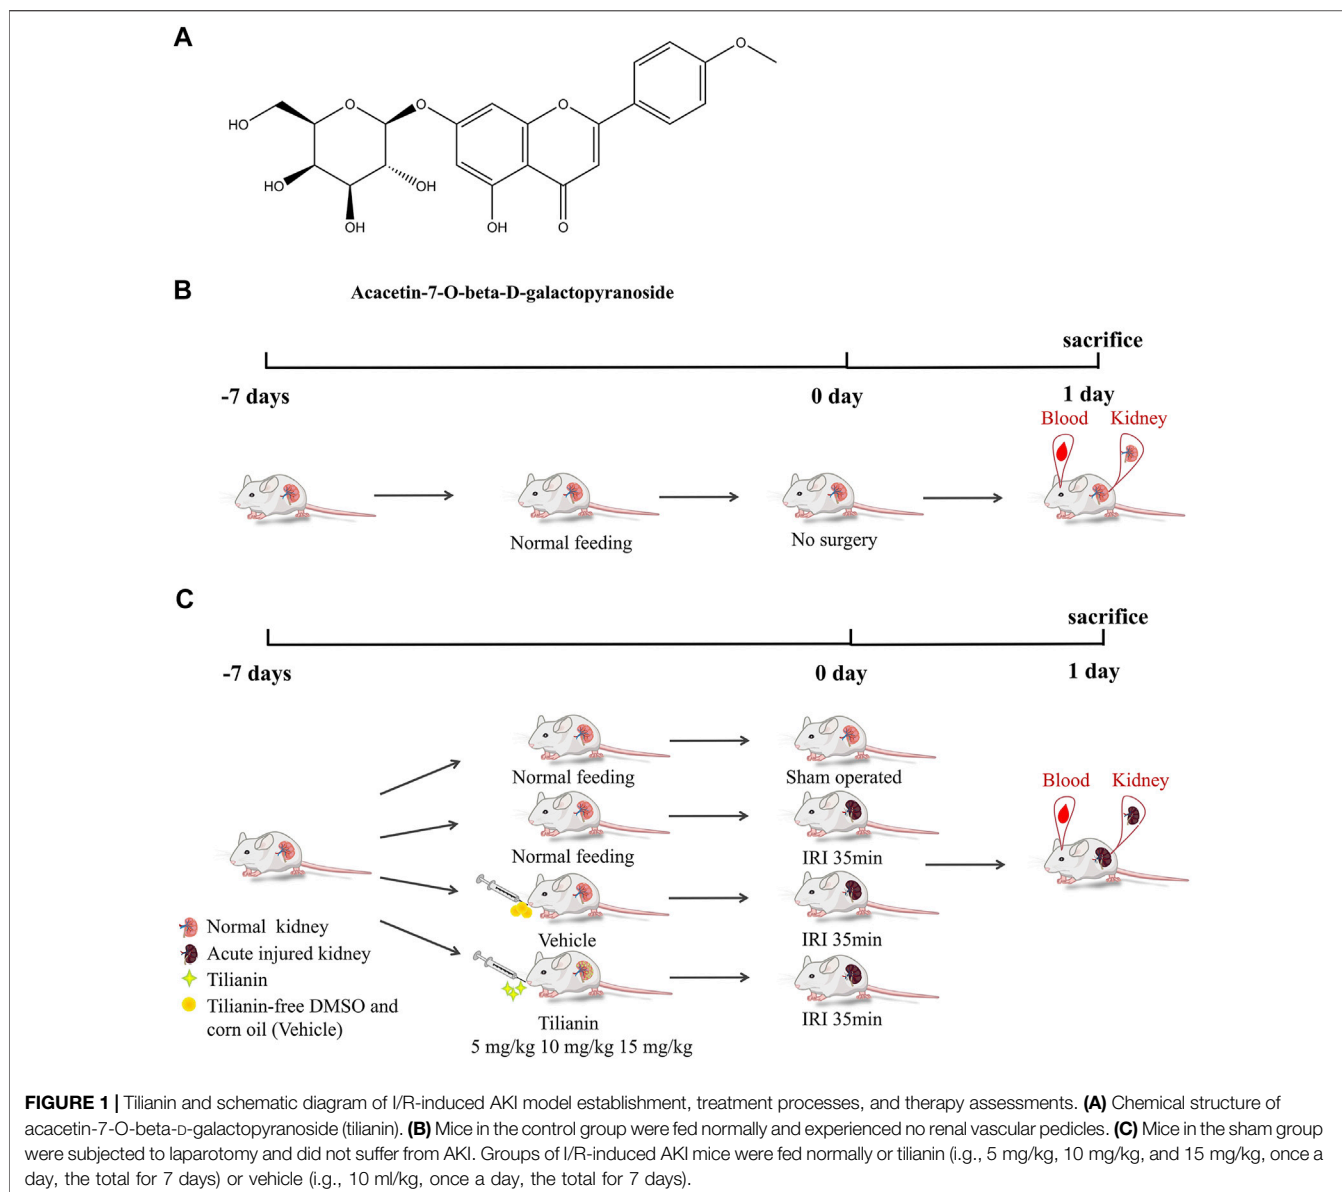 A
O
HO
O
O
O
HO
OH
OH
OH
O
B
Acacetin-7-O-beta-D-galactopyranoside
sacrifice
-7 days
0 day
1 day
Blood
Kidney
Normal feeding
No surgery
C
sacrifice
-7 days
0 day
1 day
Normal feeding
Sham operated
Blood
Kidney
Normal feeding
IRI 35min
Normal kidney
Acute injured kidney
Tilianin
Tilianin-free DMSO and
corn oil (Vehicle)
Vehicle
IRI 35min
Tilianin
5 mg/kg 10 mg/kg 15 mg/kg
IRI 35min
FIGURE 1 | Tilianin and schematic diagram of I/R-induced AKI model establishment, treatment processes, and therapy assessments. (A) Chemical structure of
acacetin-7-O-beta-D-galactopyranoside (tilianin). (B) Mice in the control group were fed normally and experienced no renal vascular pedicles. (C) Mice in the sham group
were subjected to laparotomy and did not suffer from AKI. Groups of I/R-induced AKI mice were fed normally or tilianin (i.g., 5 mg/kg, 10 mg/kg, and 15 mg/kg, once a
day, the total for 7 days) or vehicle (i.g., 10 ml/kg, once a day, the total for 7 days).